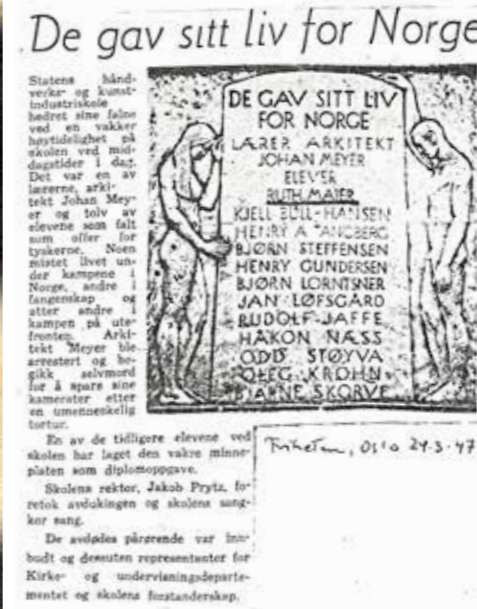 De gav sitt liv for Norge
Statens hånd-
verks- og kunst-
industriskole
hedret sine falne
ved en vakker
høytidelighet på
skolen ved mid-
dagstider i dag.
Det var en av
lærerne, arki-
tekt Johan Mey-
er og tolv av
elevene som falt
som offer for
tyskerne. Noen
mistet livet un-
der kampene i
Norge, andre i
fangenskap og
atter andre i
kampen på ute-
fronten. Arki-
tekt Meyer ble
arrestert og be-
gikk selvmord
for å spare sine
kamerater etter
en umenneskelig
tortur.
En av de tidligere elevene ved
skolen har laget den vakre minne-
platen som diplomoppgave.
Skolens rektor, Jakob Prytz, fo-
retok avdukingen og skolens sang-
kor sang.
De avdødes pårørende var inn-
budt og dessuten representanter for
Kirke- og undervisningsdeparte-
mentet og skolens forstanderskap.
DE GAV SITT LIV
FOR NORGE
LÆRER ARKITEKT
JOHAN MEYER
ELEVER
RUTH MAIER
KJELL BULL-HANSEN
HENRY A TANGBERG
BJØRN STEFFENSEN
HENRY GUNDERSEN
BJØRN LORNTSNER
JAN LØFSGÅRD
RUDOLF JAFFE
HÅKON NÆSS
ODD STØYVA
OLEG KROHN
BJARNE SKORVE
Friheten, Oslo 24-3-47